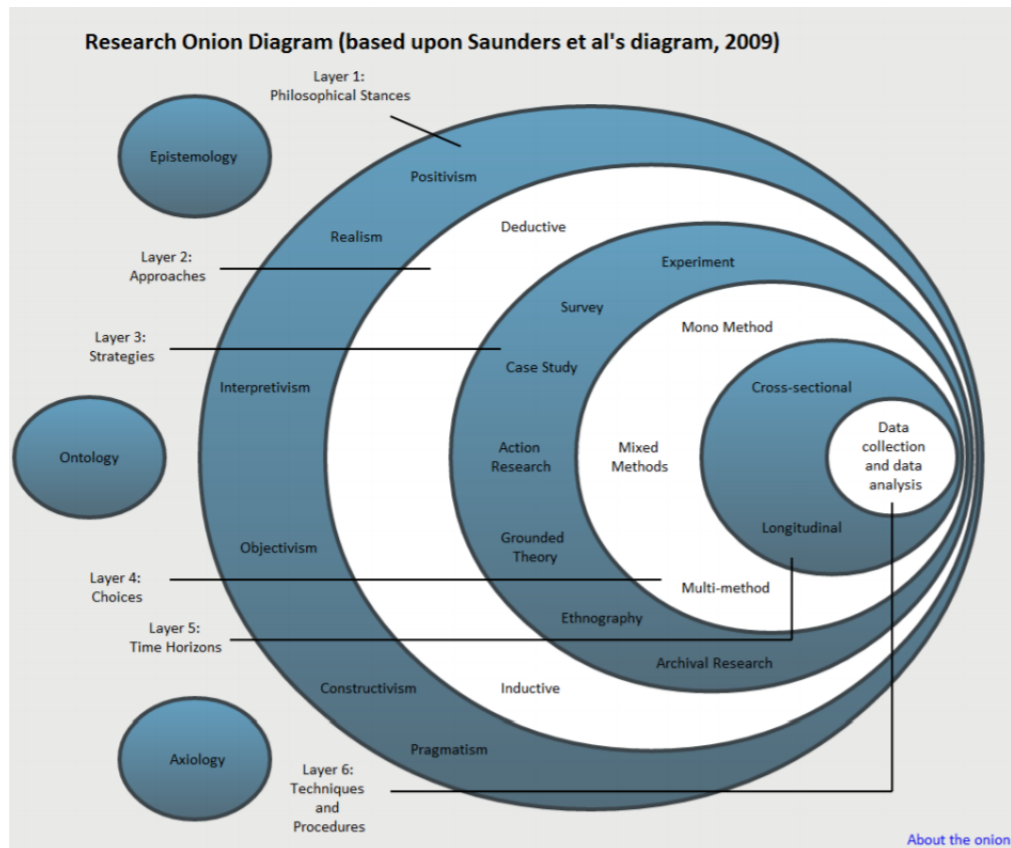 Research Onion Diagram (based upon Saunders et al's diagram, 2009)
Layer 1:
Philosophical Stances
Epistemology
Positivism
Realism
Deductive
Layer 2:
Approaches
Experiment
Survey
Mono Method
Layer 3:
Strategies
Case Study
Cross-sectional
Interpretivism
Data
collection
and data
analysis
Ontology
Action
Research
Mixed
Methods
Longitudinal
Objectivism
Grounded
Theory
Layer 4:
Choices
Multi-method
Ethnography
Layer 5:
Time Horizons
Archival Research
Constructivism
Inductive
Pragmatism
Axiology
Layer 6:
Techniques
and
Procedures
About the onion